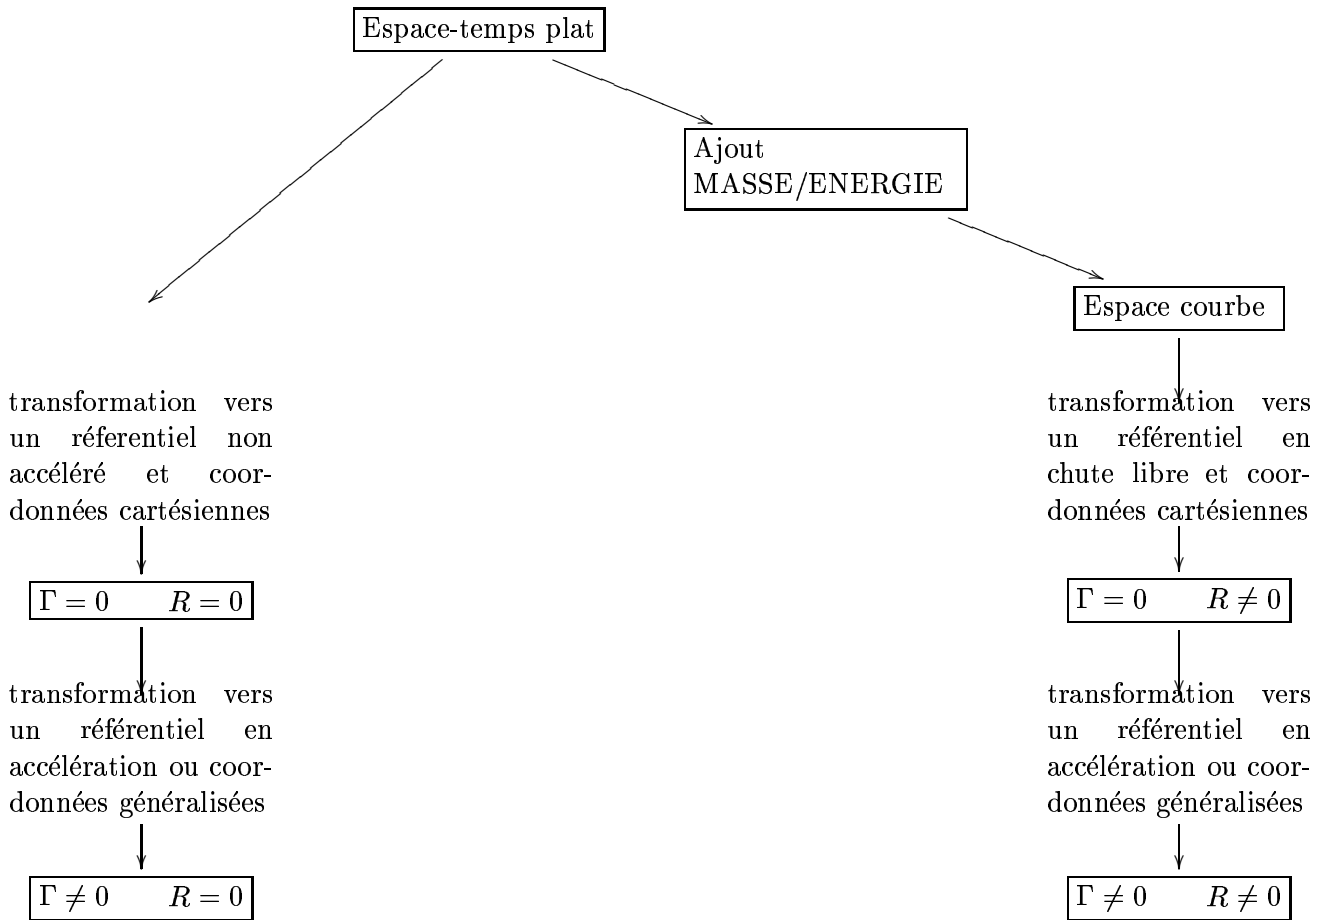 Espace-temps plat
Ajout
MASSE/ENERGIE
Espace courbe
transformation vers
un réferentiel non
accéléré et coor-
données cartésiennes
transformation vers
un référentiel en
chute libre et coor-
données cartésiennes
Γ = 0 R = 0
Γ = 0 R ≠ 0
transformation vers
un référentiel en
accélération ou coor-
données généralisées
transformation vers
un référentiel en
accélération ou coor-
données généralisées
Γ ≠ 0 R = 0
Γ ≠ 0 R ≠ 0